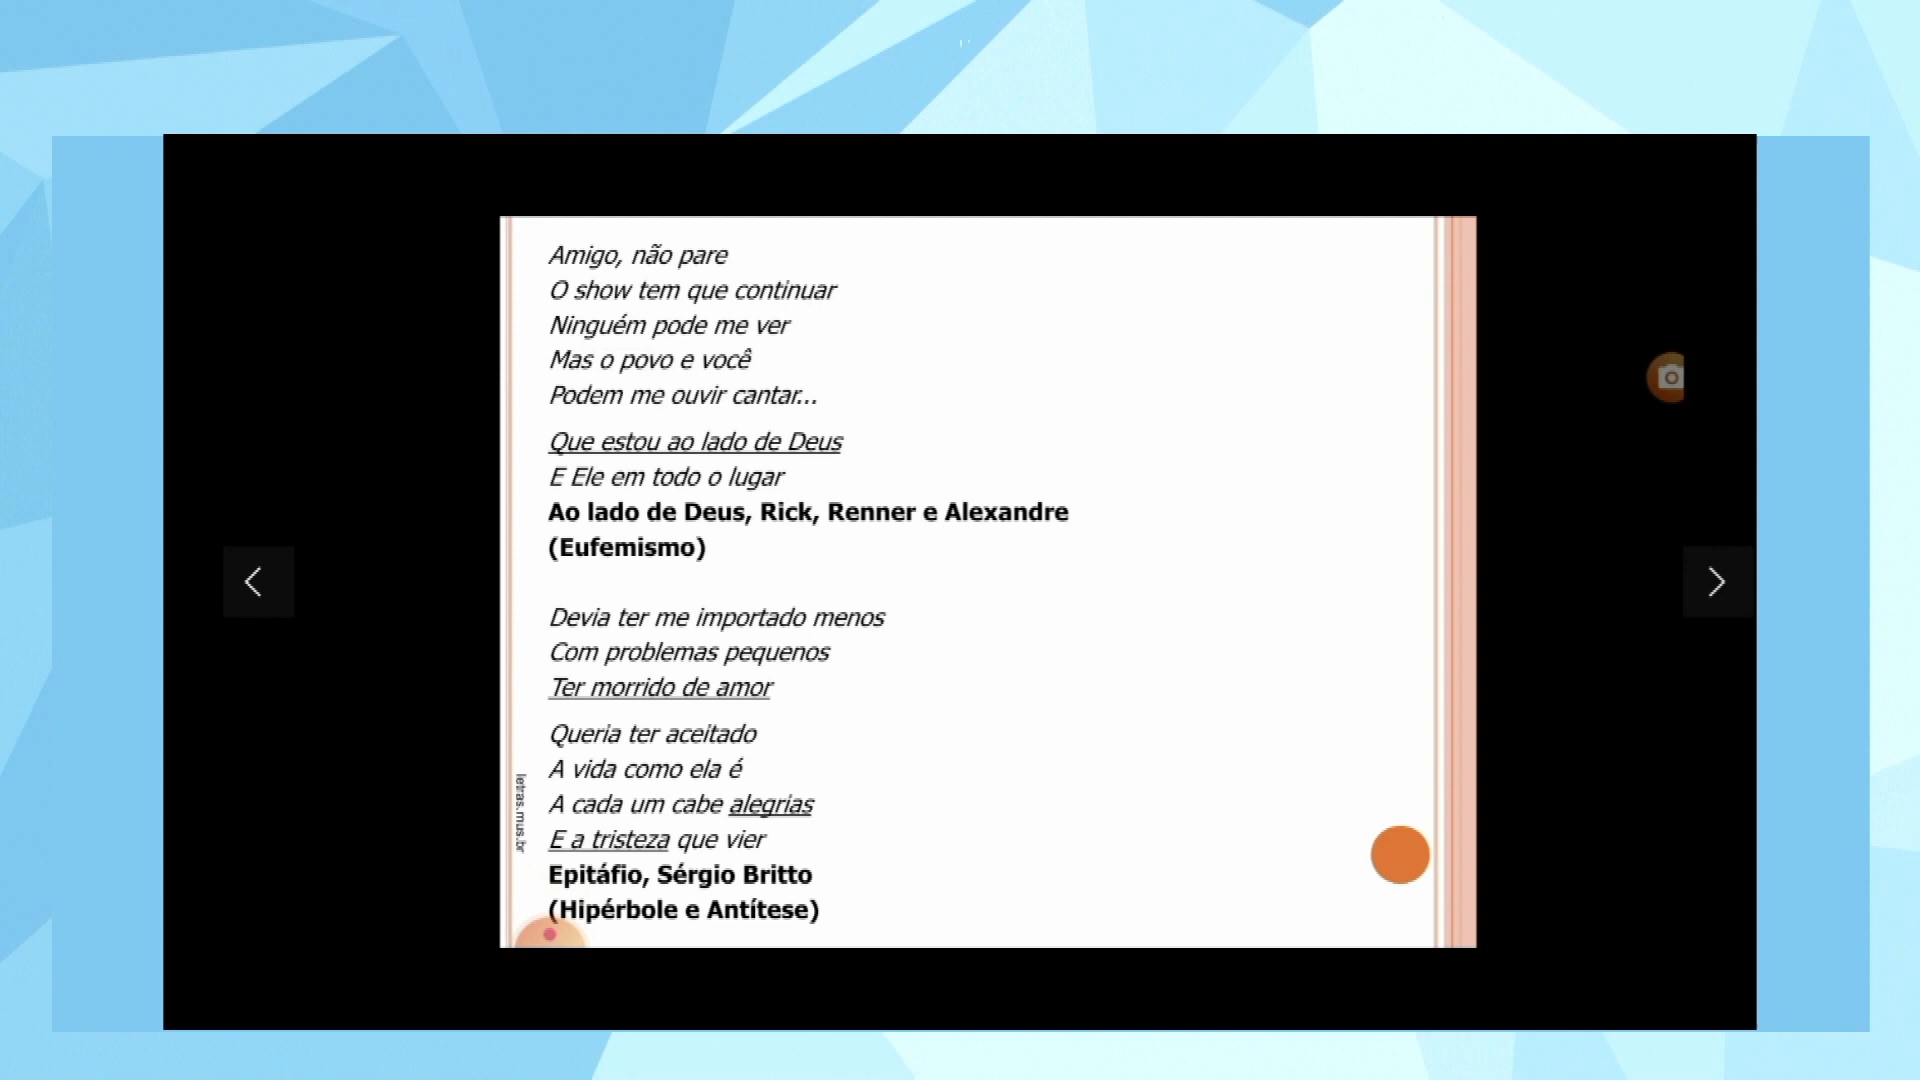 Amigo, não pare
O show tem que continuar
Ninguém pode me ver
Mas o povo e você
Podem me ouvir cantar...
Que estou ao lado de Deus
E Ele em todo o lugar
Ao lado de Deus, Rick, Renner e Alexandre
(Eufemismo)
Devia ter me importado menos
Com problemas pequenos
Ter morrido de amor
Queria ter aceitado
A vida como ela é
A cada um cabe alegrias
E a tristeza que vier
Epitáfio, Sérgio Britto
(Hipérbole e Antítese)
letras.mus.br